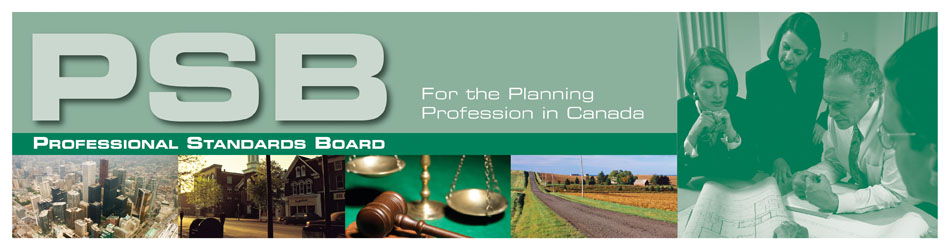 PSB
For the Planning
Profession in Canada
Professional Standards Board